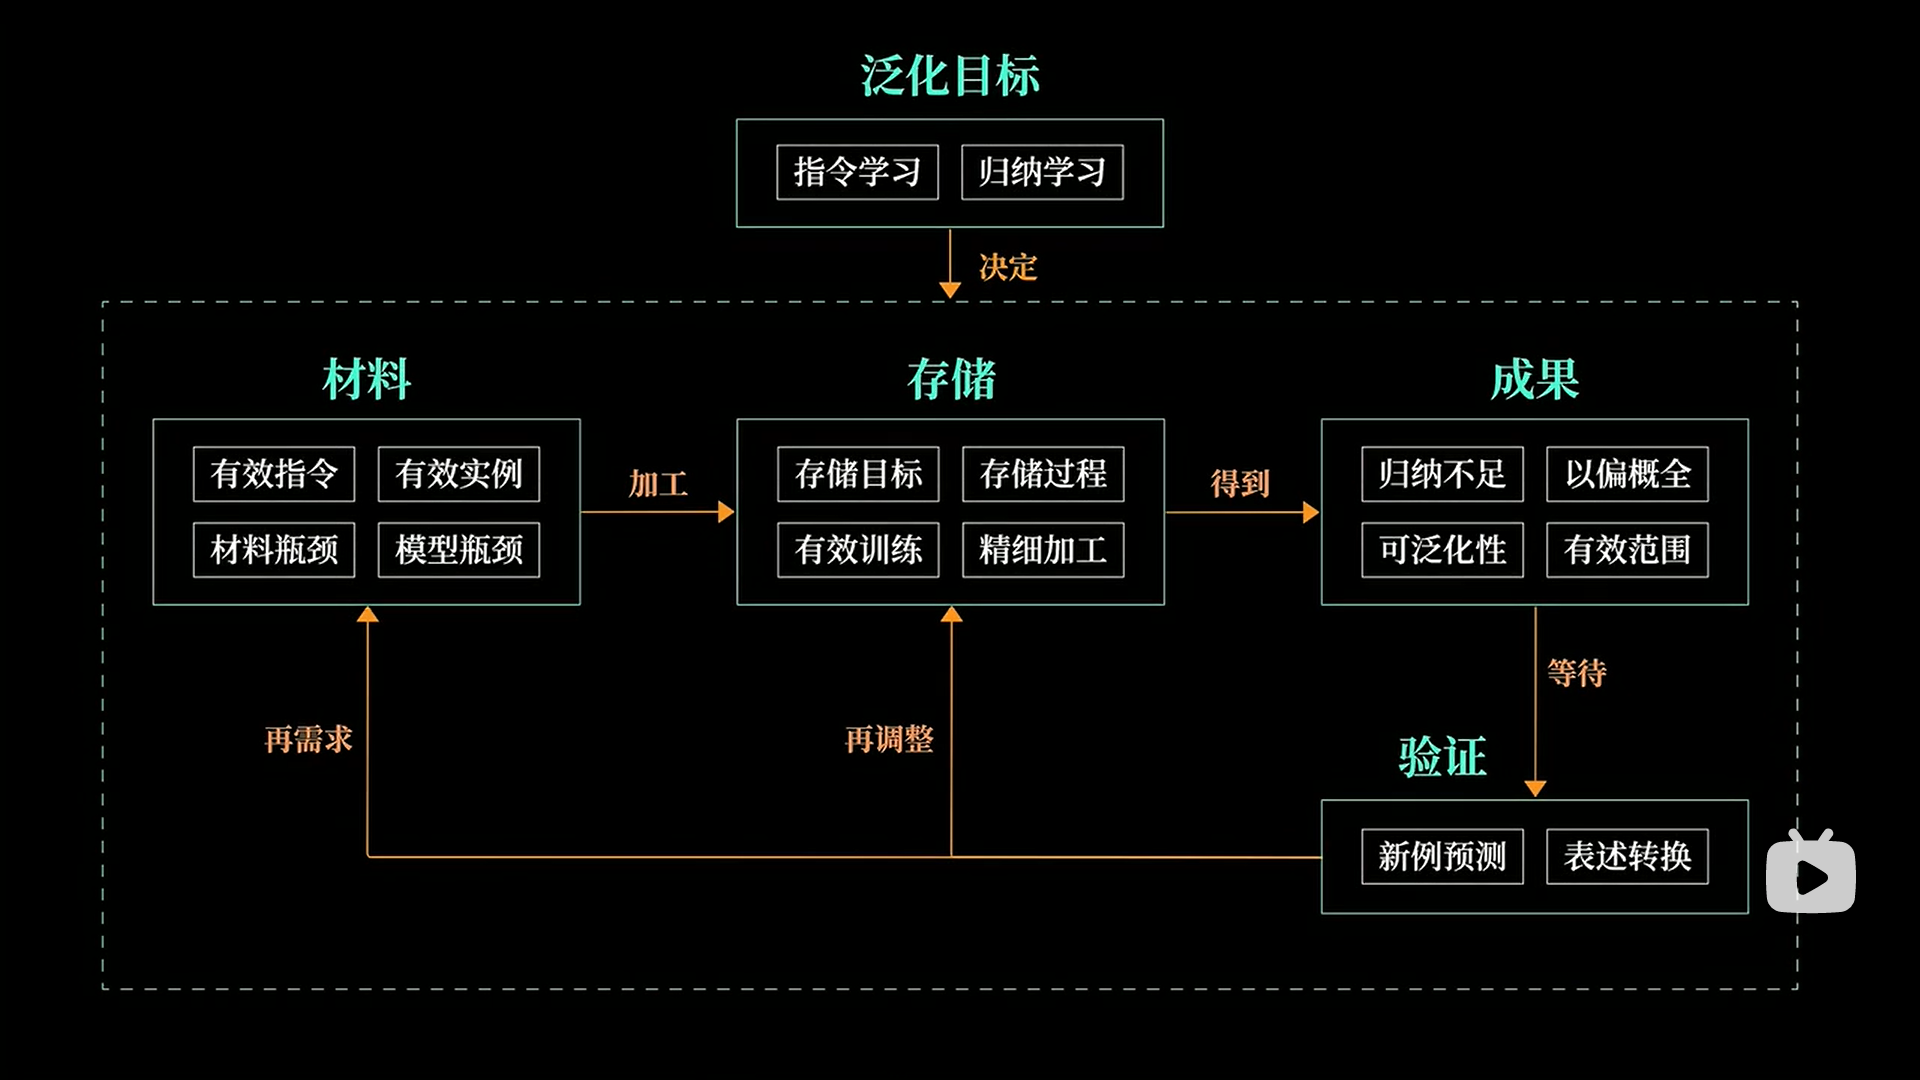 泛化目标
指令学习 归纳学习
决定
材料 存储 成果
有效指令 有效实例 存储目标 存储过程 归纳不足 以偏概全
加工 得到
材料瓶颈 模型瓶颈 有效训练 精细加工 可泛化性 有效范围
等待
再需求 再调整
验证
新例预测 表述转换